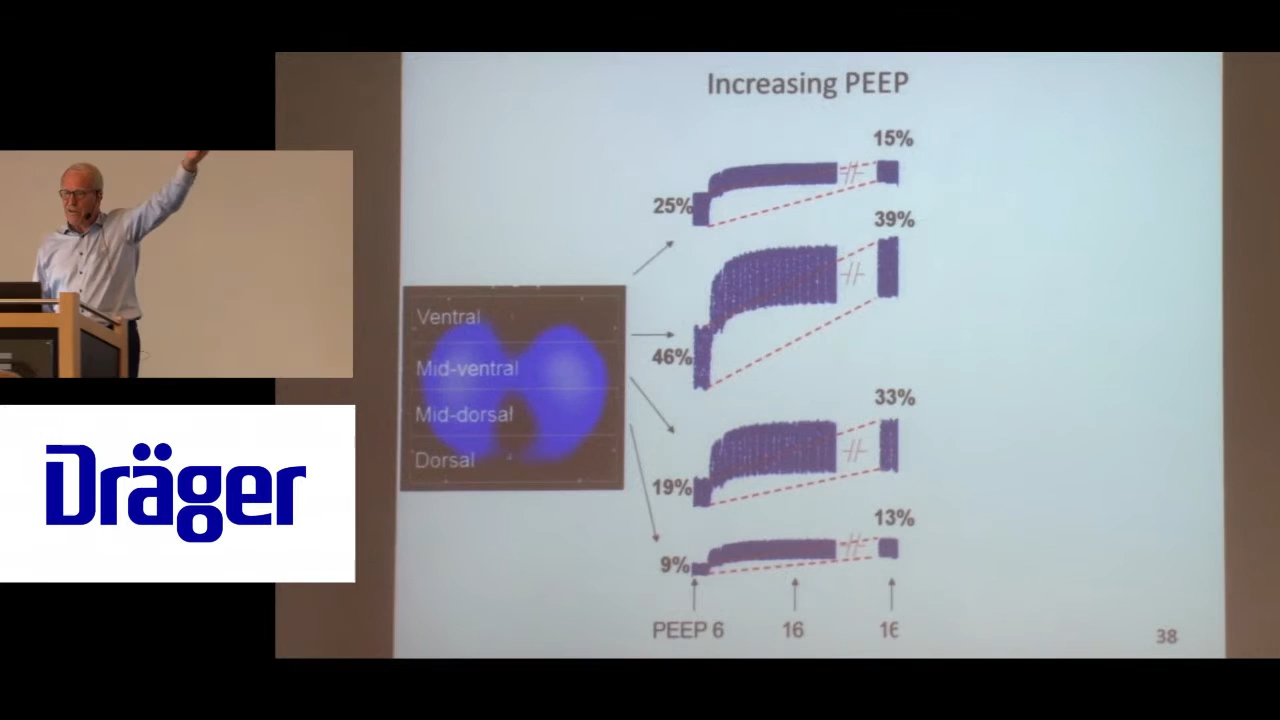 Increasing PEEP
15%
25%
39%
Ventral
46%
Mid-ventral
33%
Mid-dorsal
Dorsal
19%
13%
9%
PEEP 6
16
16
38
Dräger